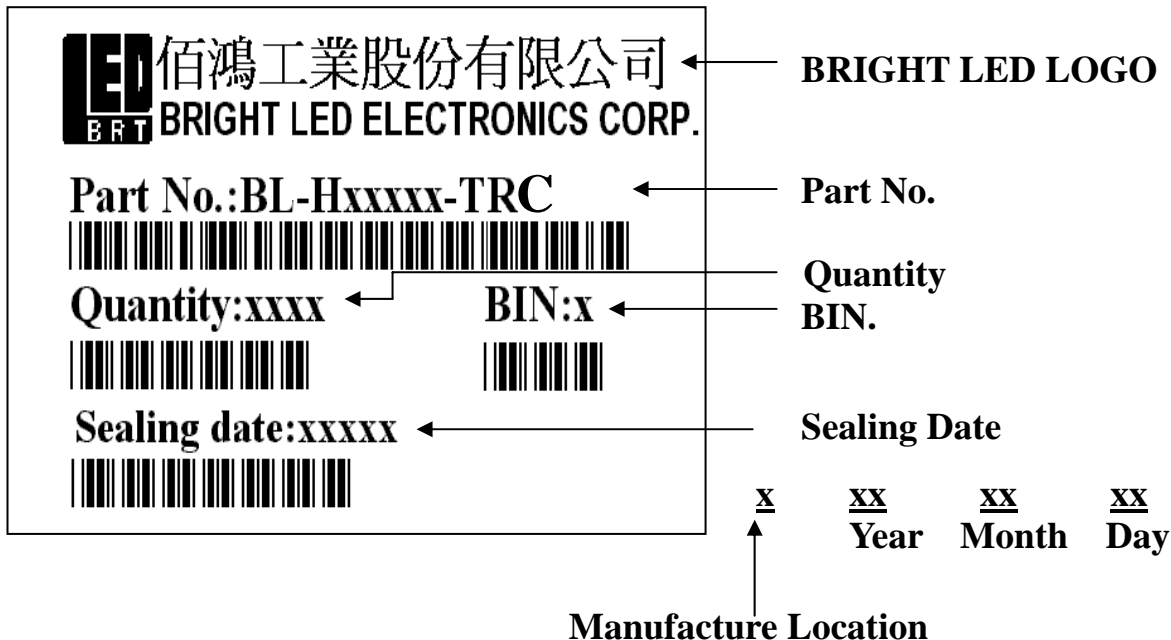 LED 佰鴻工業股份有限公司
BRT BRIGHT LED ELECTRONICS CORP.
BRIGHT LED LOGO
Part No.:BL-Hxxxxx-TRC
Part No.
Quantity:xxxx
Quantity
BIN:x
BIN.
Sealing date:xxxxx
Sealing Date
x xx xx xx
Year Month Day
Manufacture Location